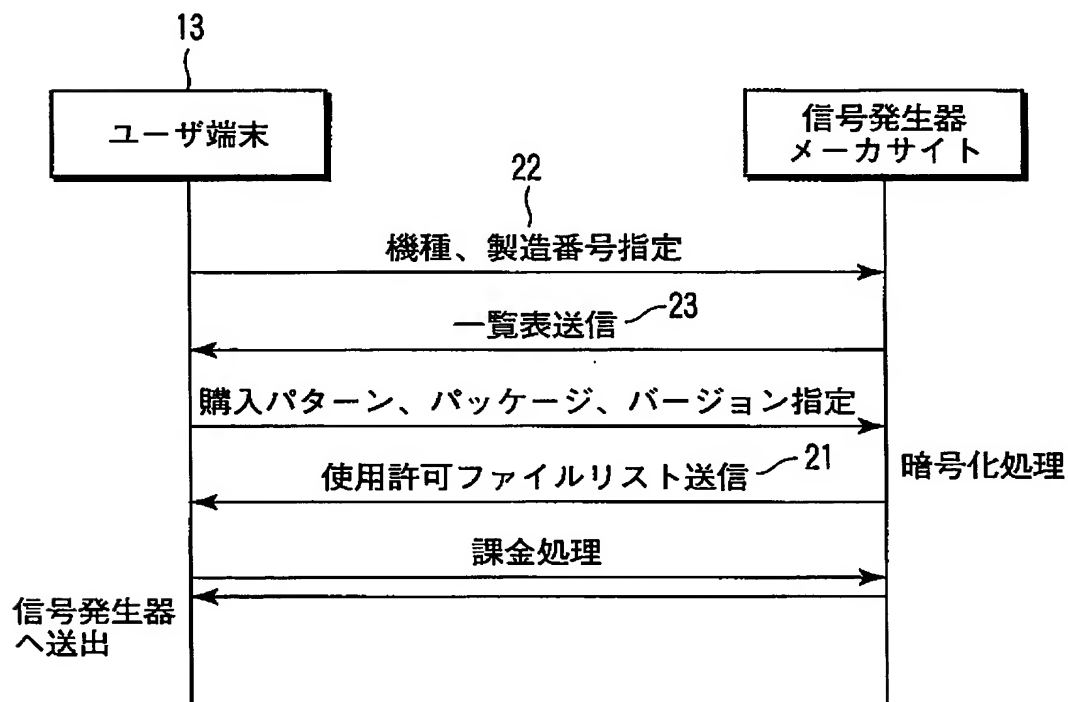 13
ユーザ端末
信号発生器
メーカサイト
22
機種、製造番号指定
一覧表送信 23
購入パターン、パッケージ、バージョン指定
使用許可ファイルリスト送信 21
暗号化処理
課金処理
信号発生器
へ送出